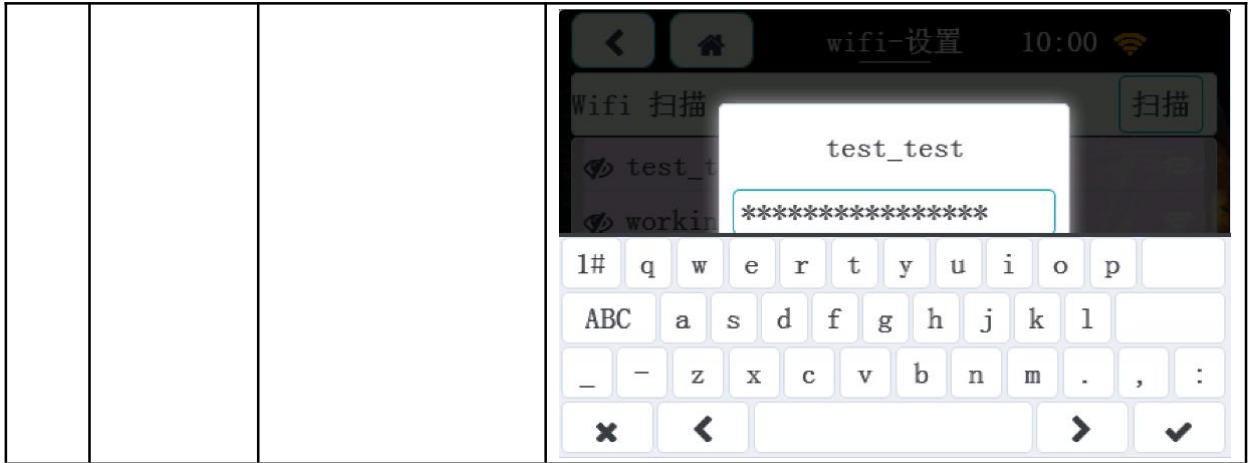 wifi-设置 10:00
Wifi 扫描 扫描
test_test
test_t
****************
workin
1# q w e r t y u i o p
ABC a s d f g h j k l
_ - z x c v b n m . , :